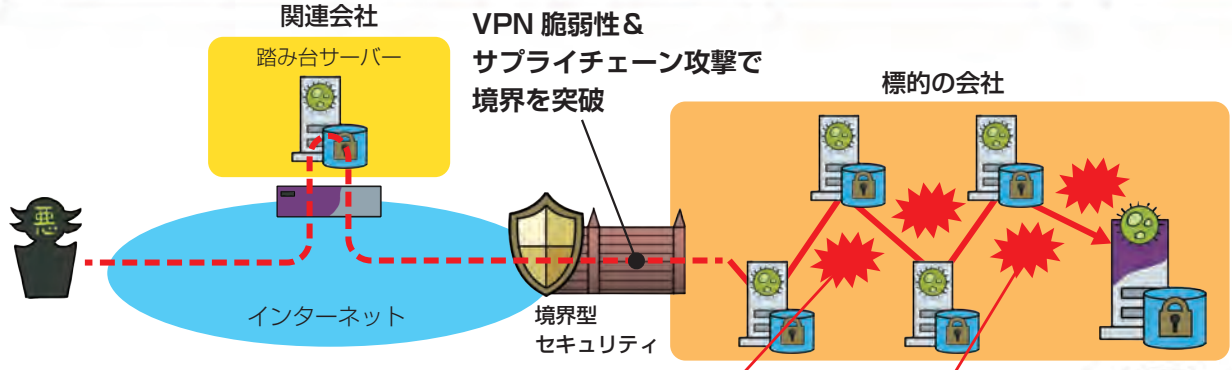 関連会社
踏み台サーバー
VPN 脆弱性&
サプライチェーン攻撃で
境界を突破
標的の会社
悪
インターネット
境界型
セキュリティ